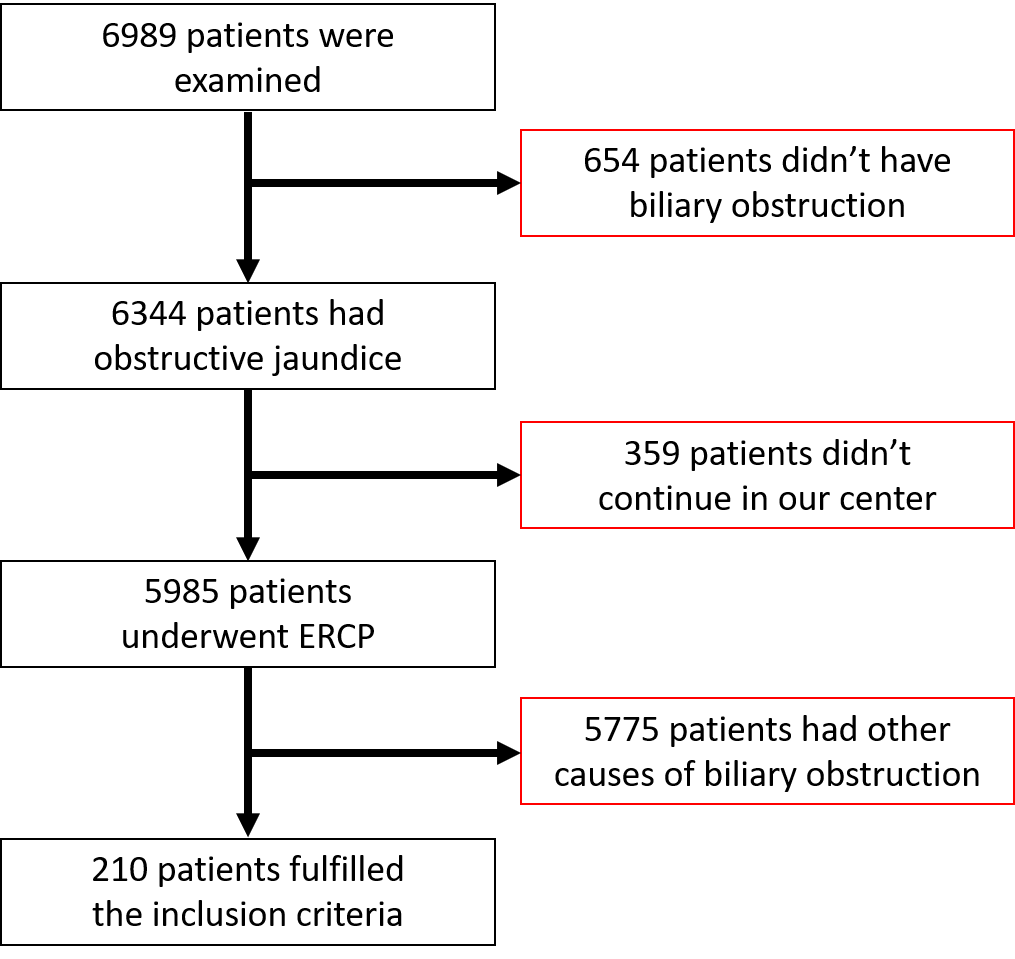 6989 patients were
examined
654 patients didn’t have
biliary obstruction
6344 patients had
obstructive jaundice
359 patients didn’t
continue in our center
5985 patients
underwent ERCP
5775 patients had other
causes of biliary obstruction
210 patients fulfilled
the inclusion criteria